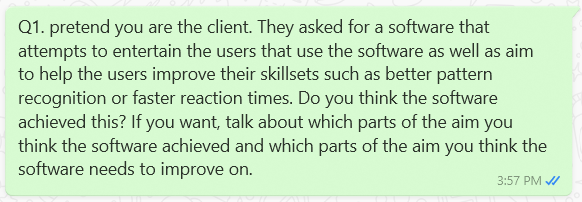 Q1. pretend you are the client. They asked for a software that
attempts to entertain the users that use the software as well as aim
to help the users improve their skillsets such as better pattern
recognition or faster reaction times. Do you think the software
achieved this? If you want, talk about which parts of the aim you
think the software achieved and which parts of the aim you think the
software needs to improve on.
3:57 PM